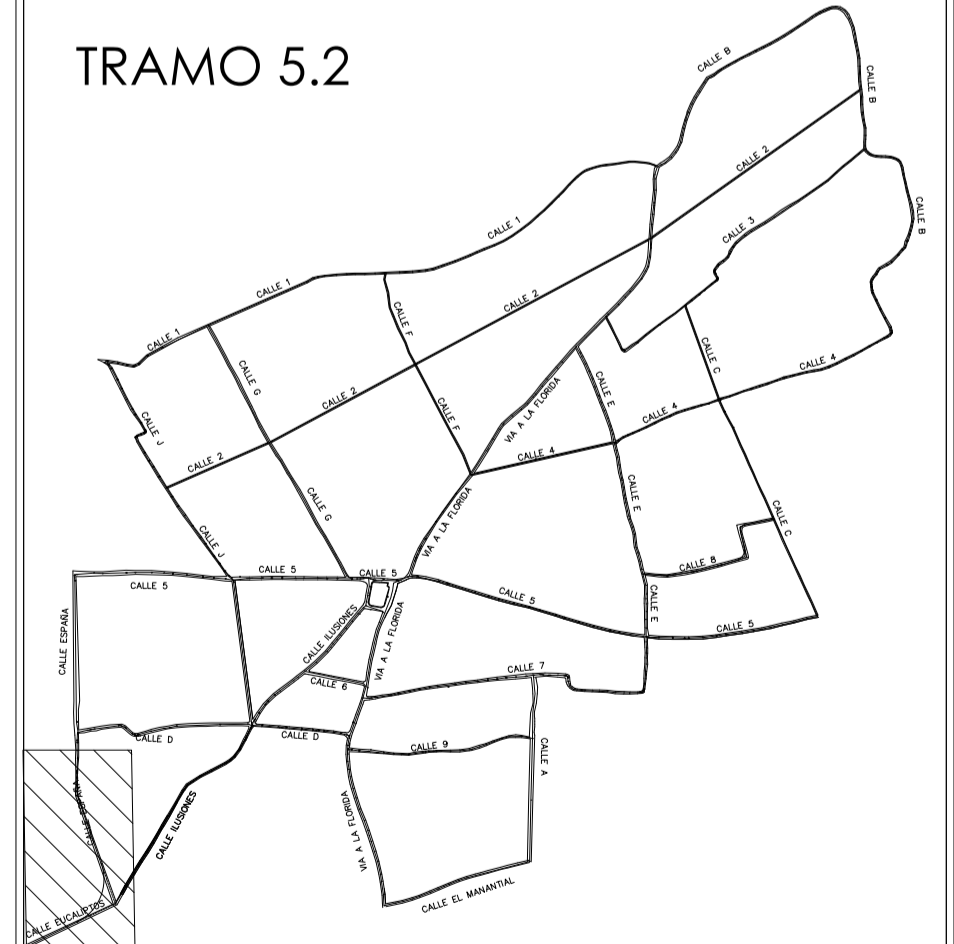 TRAMO 5.2
CALLE B
CALLE B
CALLE 2
CALLE B
CALLE 3
CALLE 1
CALLE 1
CALLE 2
CALLE F
CALLE 1
CALLE C
CALLE 4
CALLE G
CALLE E
CALLE 2
VIA A LA FLORIDA
CALLE F
CALLE 4
CALLE J
CALLE 4
CALLE 2
CALLE E
CALLE G
VIA A LA FLORIDA
CALLE C
CALLE J
CALLE 8
CALLE 5
CALLE 5
CALLE 5
CALLE 5
CALLE E
CALLE ILUSIONES
VIA A LA FLORIDA
CALLE 5
CALLE ESPAÑA
CALLE 7
CALLE 6
CALLE D
CALLE D
CALLE 9
CALLE A
CALLE ESPAÑA
CALLE ILUSIONES
VIA A LA FLORIDA
CALLE EL MANANTIAL
CALLE EUCALIPTOS